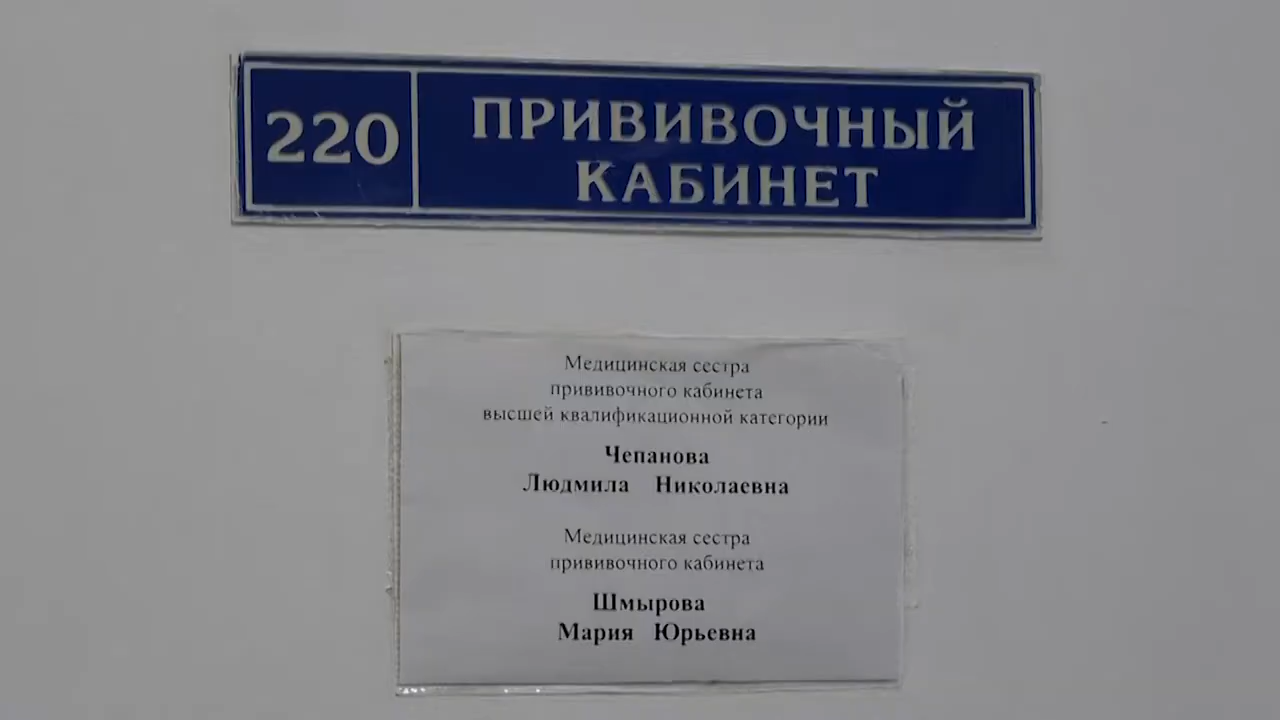 220
ПРИВИВОЧНЫЙ
КАБИНЕТ
Медицинская сестра
прививочного кабинета
высшей квалификационной категории
Чепанова
Людмила Николаевна
Медицинская сестра
прививочного кабинета
Шмырова
Мария Юрьевна